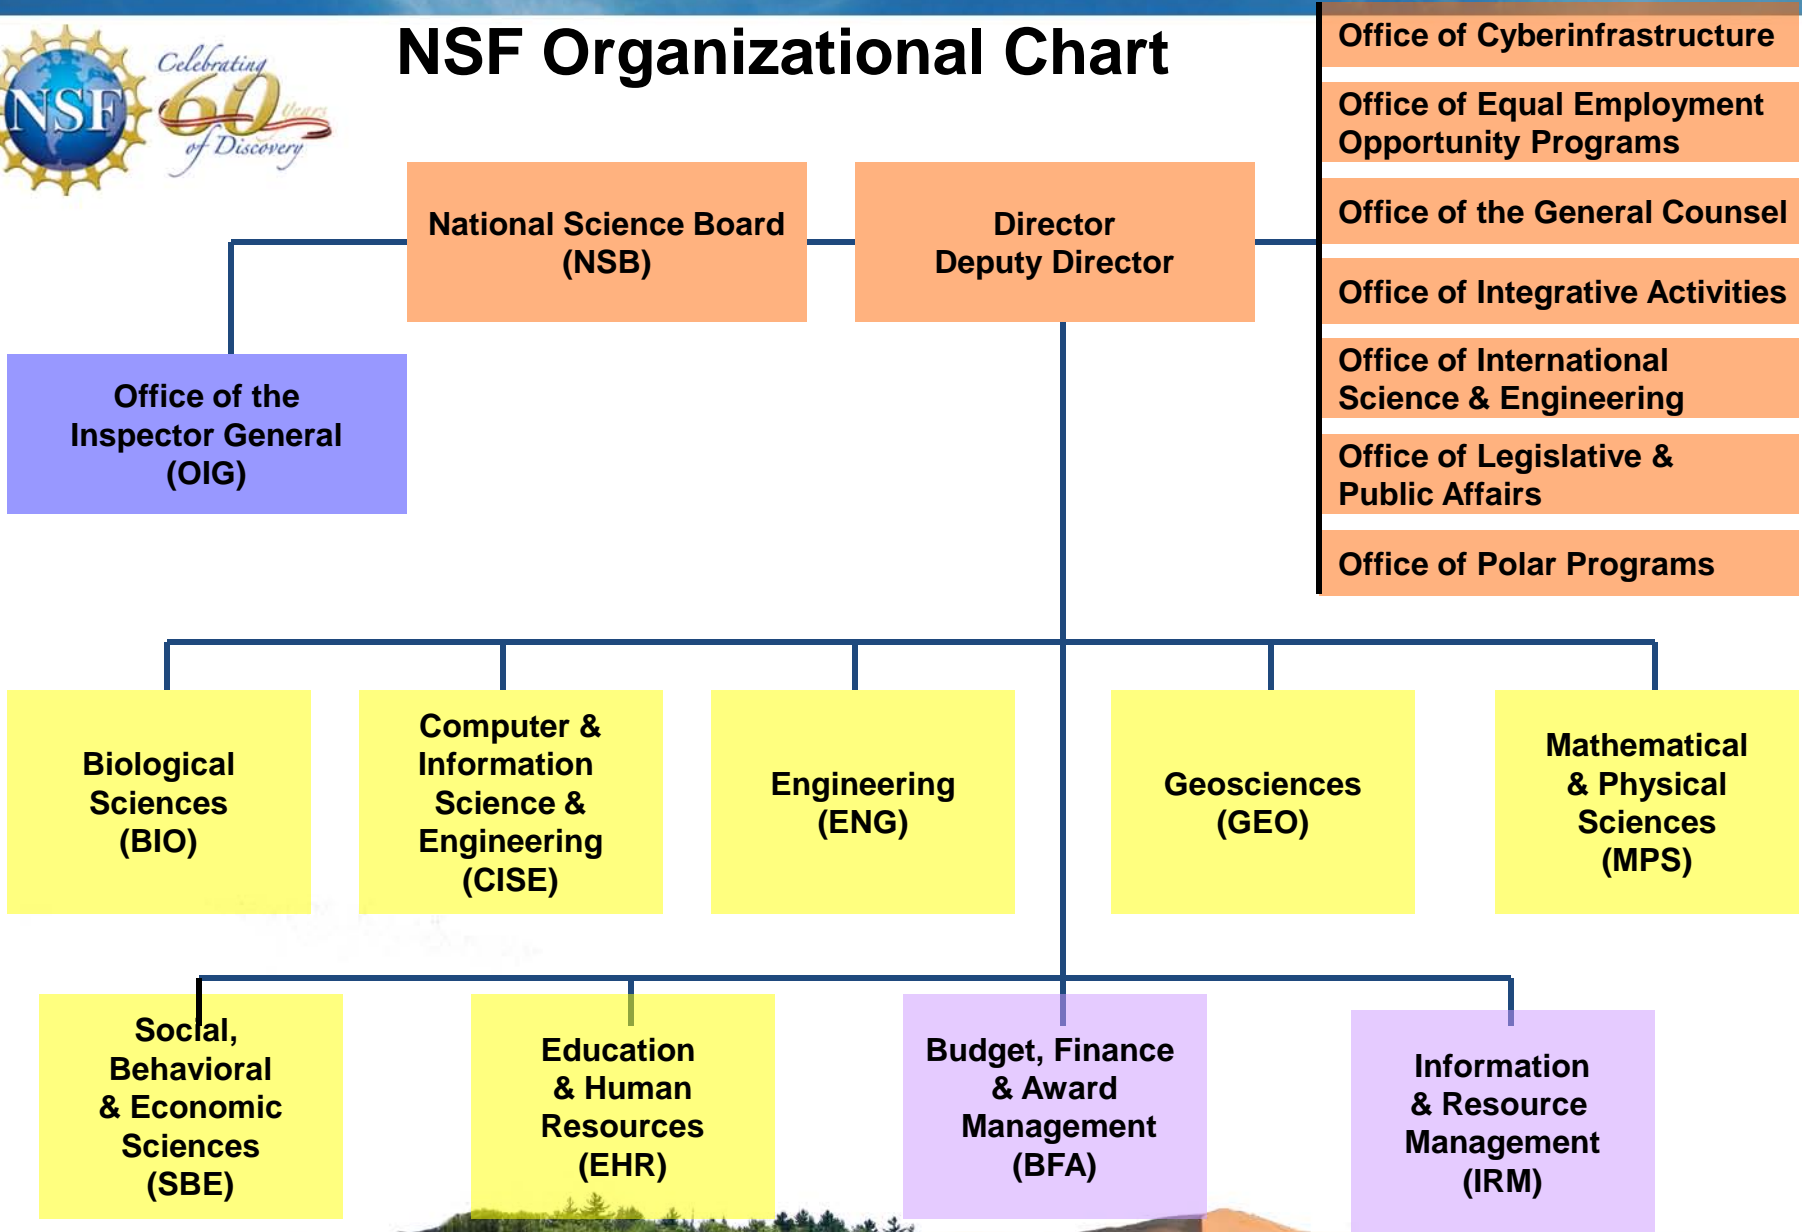 NSF Organizational Chart
NSF
Celebrating
60 Years
of Discovery
Office of Cyberinfrastructure
Office of Equal Employment
Opportunity Programs
Office of the General Counsel
Office of Integrative Activities
Office of International
Science & Engineering
Office of Legislative &
Public Affairs
Office of Polar Programs
National Science Board
(NSB)
Director
Deputy Director
Office of the
Inspector General
(OIG)
Biological
Sciences
(BIO)
Computer &
Information
Science &
Engineering
(CISE)
Engineering
(ENG)
Geosciences
(GEO)
Mathematical
& Physical
Sciences
(MPS)
Social,
Behavioral
& Economic
Sciences
(SBE)
Education
& Human
Resources
(EHR)
Budget, Finance
& Award
Management
(BFA)
Information
& Resource
Management
(IRM)